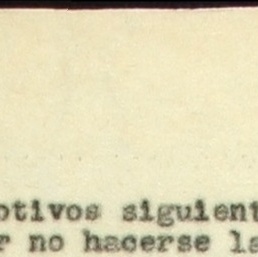 otivos siguient
r no hacerse la